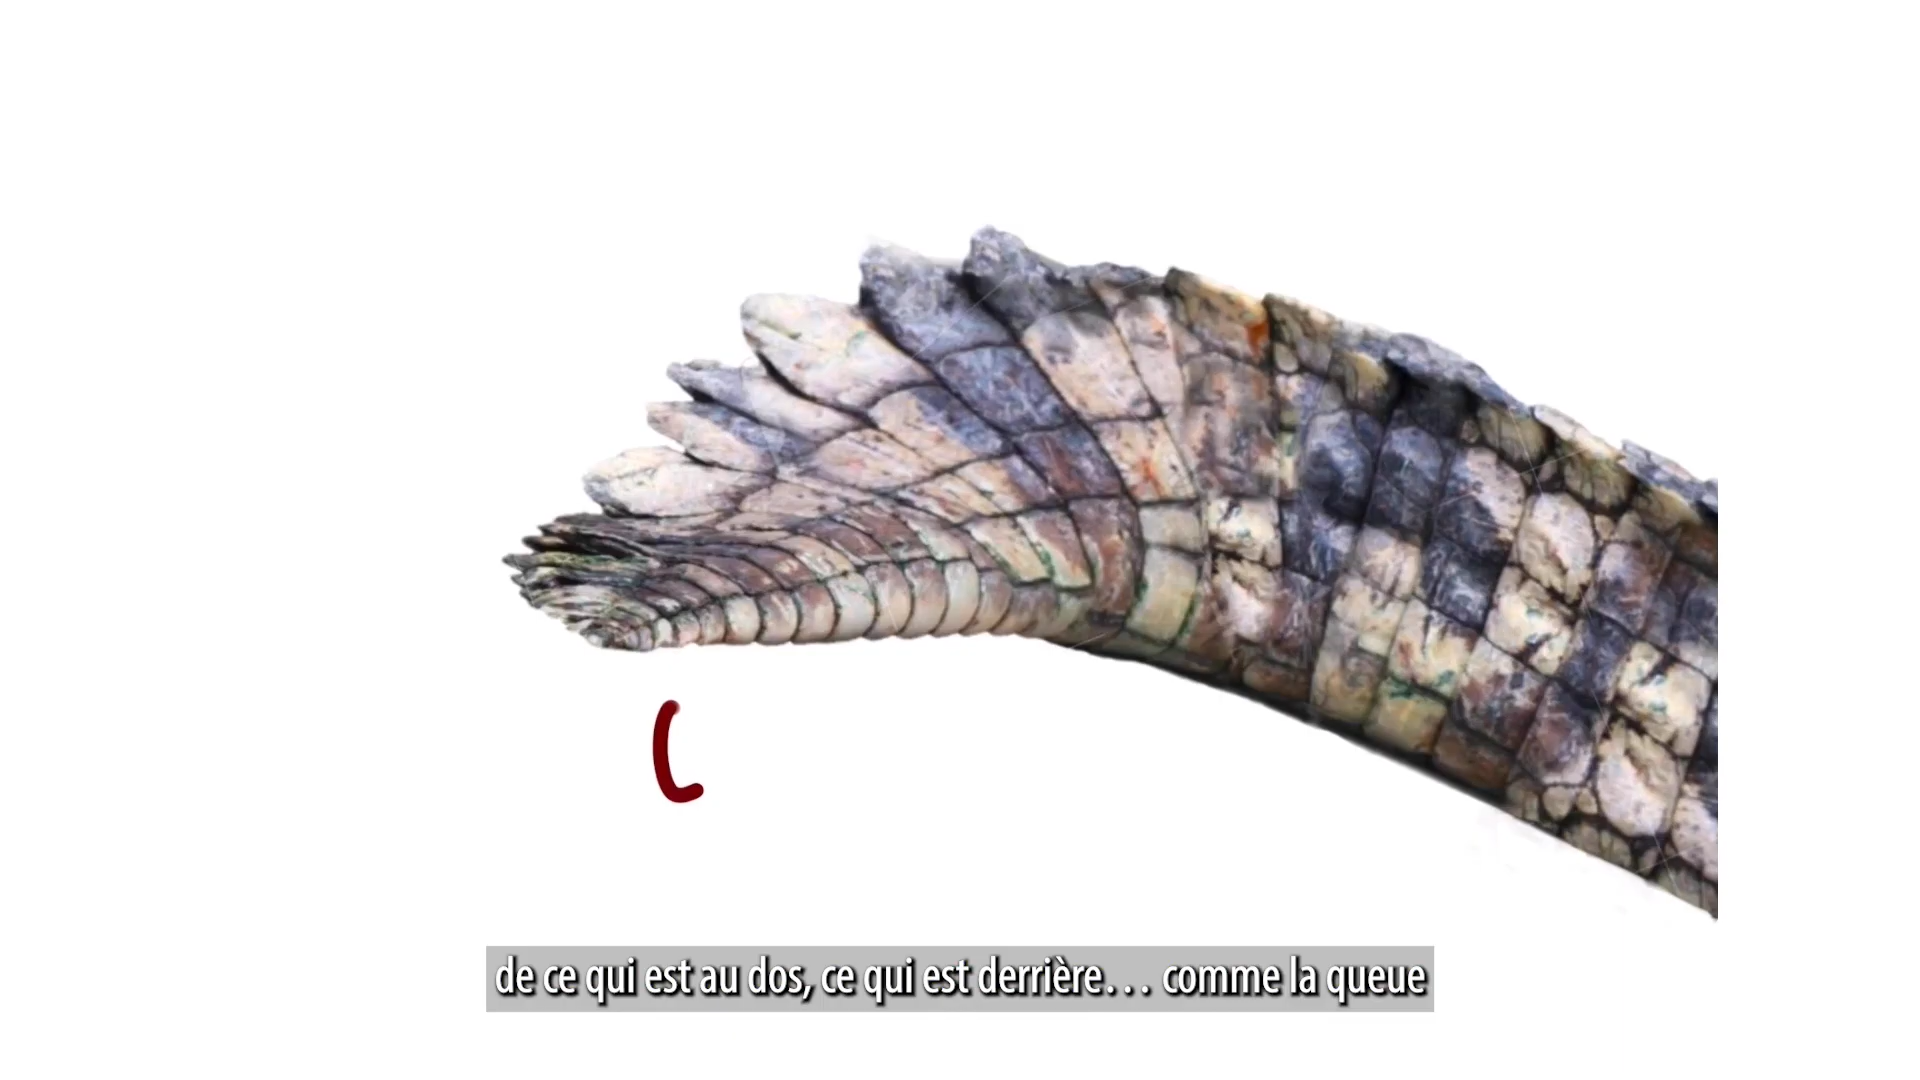 de ce qui est au dos, ce qui est derrière… comme la queue